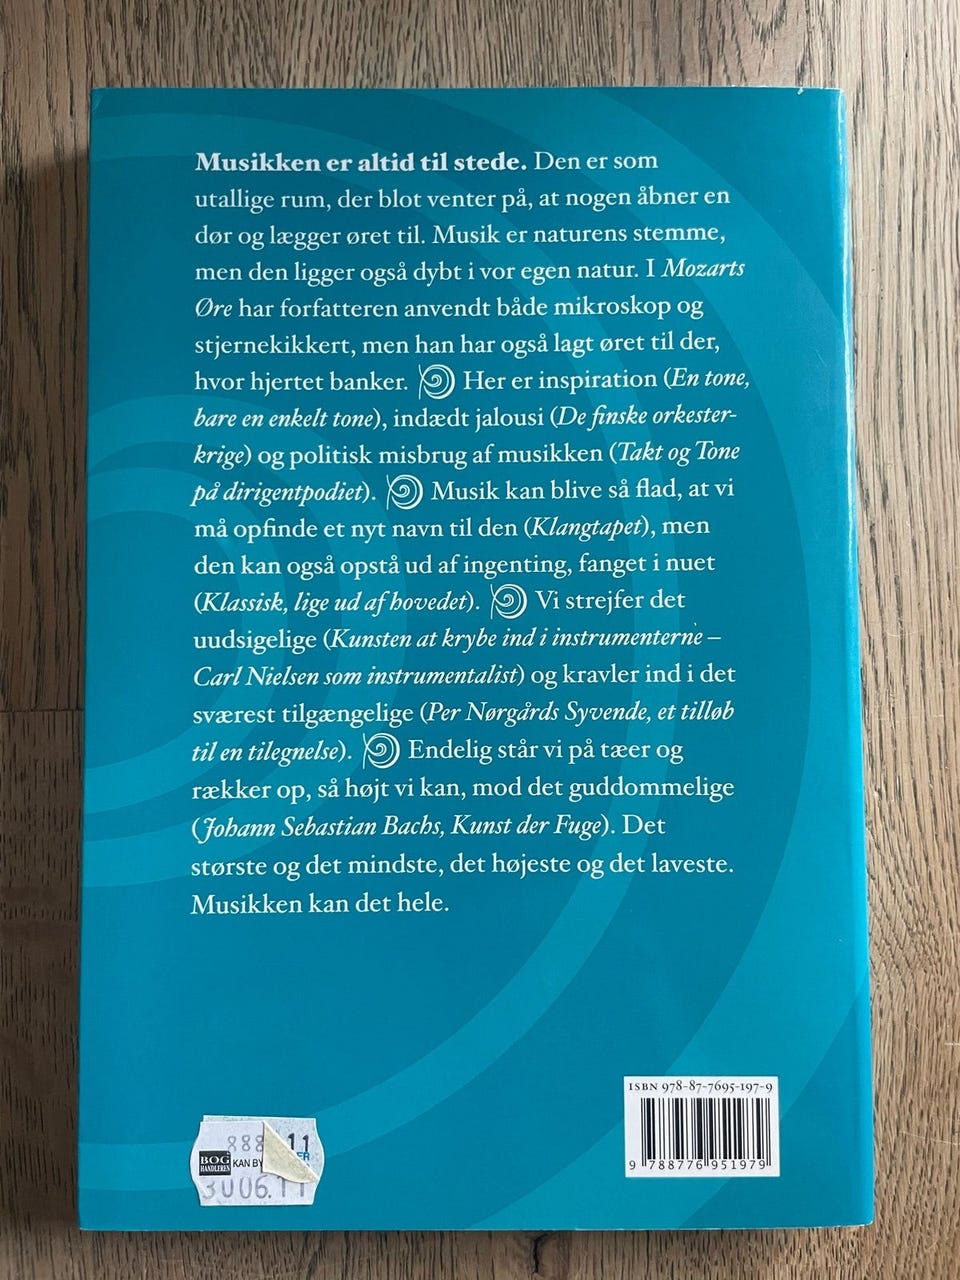 Musikken er altid til stede. Den er som
utallige rum, der blot venter på, at nogen åbner en
dør og lægger øret til. Musik er naturens stemme,
men den ligger også dybt i vor egen natur. I Mozarts
Øre har forfatteren anvendt både mikroskop og
stjernekikkert, men han har også lagt øret til der,
hvor hjertet banker. Her er inspiration (En tone,
bare en enkelt tone), indædt jalousi (De finske orkester-
krige) og politisk misbrug af musikken (Takt og Tone
på dirigentpodiet). Musik kan blive så flad, at vi
må opfinde et nyt navn til den (Klangtapet), men
den kan også opstå ud af ingenting, fanget i nuet
(Klassisk, lige ud af hovedet). Vi strejfer det
uudsigelige (Kunsten at krybe ind i instrumenterne –
Carl Nielsen som instrumentalist) og kravler ind i det
sværest tilgængelige (Per Nørgårds Syvende, et tilløb
til en tilegnelse). Endelig står vi på tæer og
rækker op, så højt vi kan, mod det guddommelige
(Johann Sebastian Bachs, Kunst der Fuge). Det
største og det mindste, det højeste og det laveste.
Musikken kan det hele.
ISBN 978-87-7695-197-9
9 788776 951979
888 11
BOG
HANDLEREN
KAN BY
3006.11